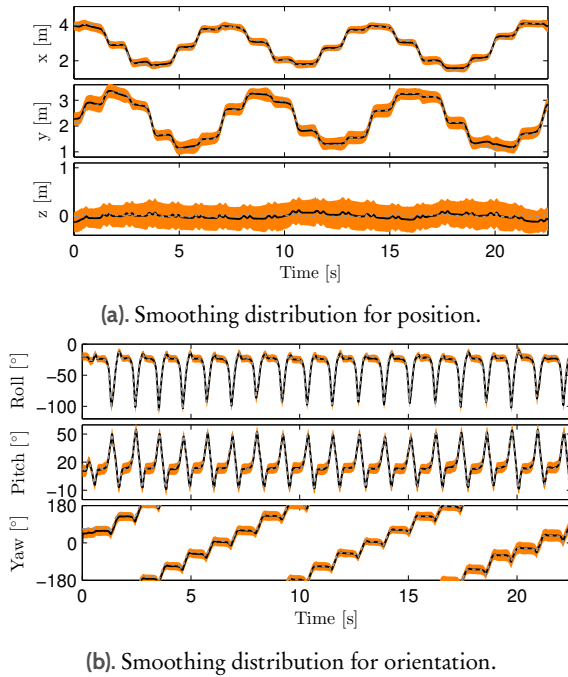 4
x [m]
2
3
y [m]
2
1
1
z [m]
0
0 5 10 15 20
Time [s]
(a). Smoothing distribution for position.
0
Roll [°]
−50
−100
50
Pitch [°]
20
−10
180
Yaw [°]
0
−180
0 5 10 15 20
Time [s]
(b). Smoothing distribution for orientation.